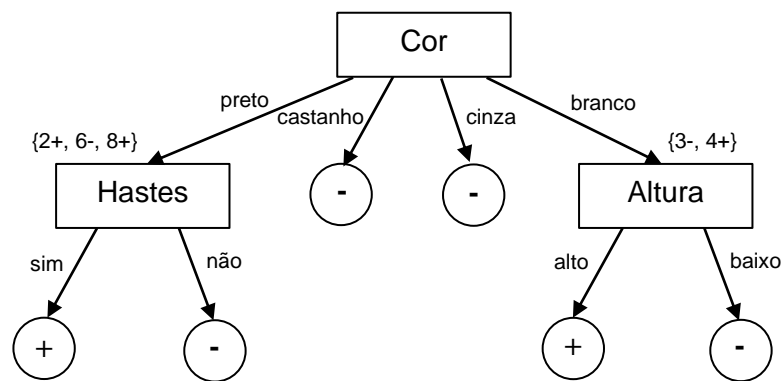 Cor
preto
castanho
cinza
branco
{2+, 6-, 8+}
{3-, 4+}
Hastes
-
-
Altura
sim
não
alto
baixo
+
-
+
-